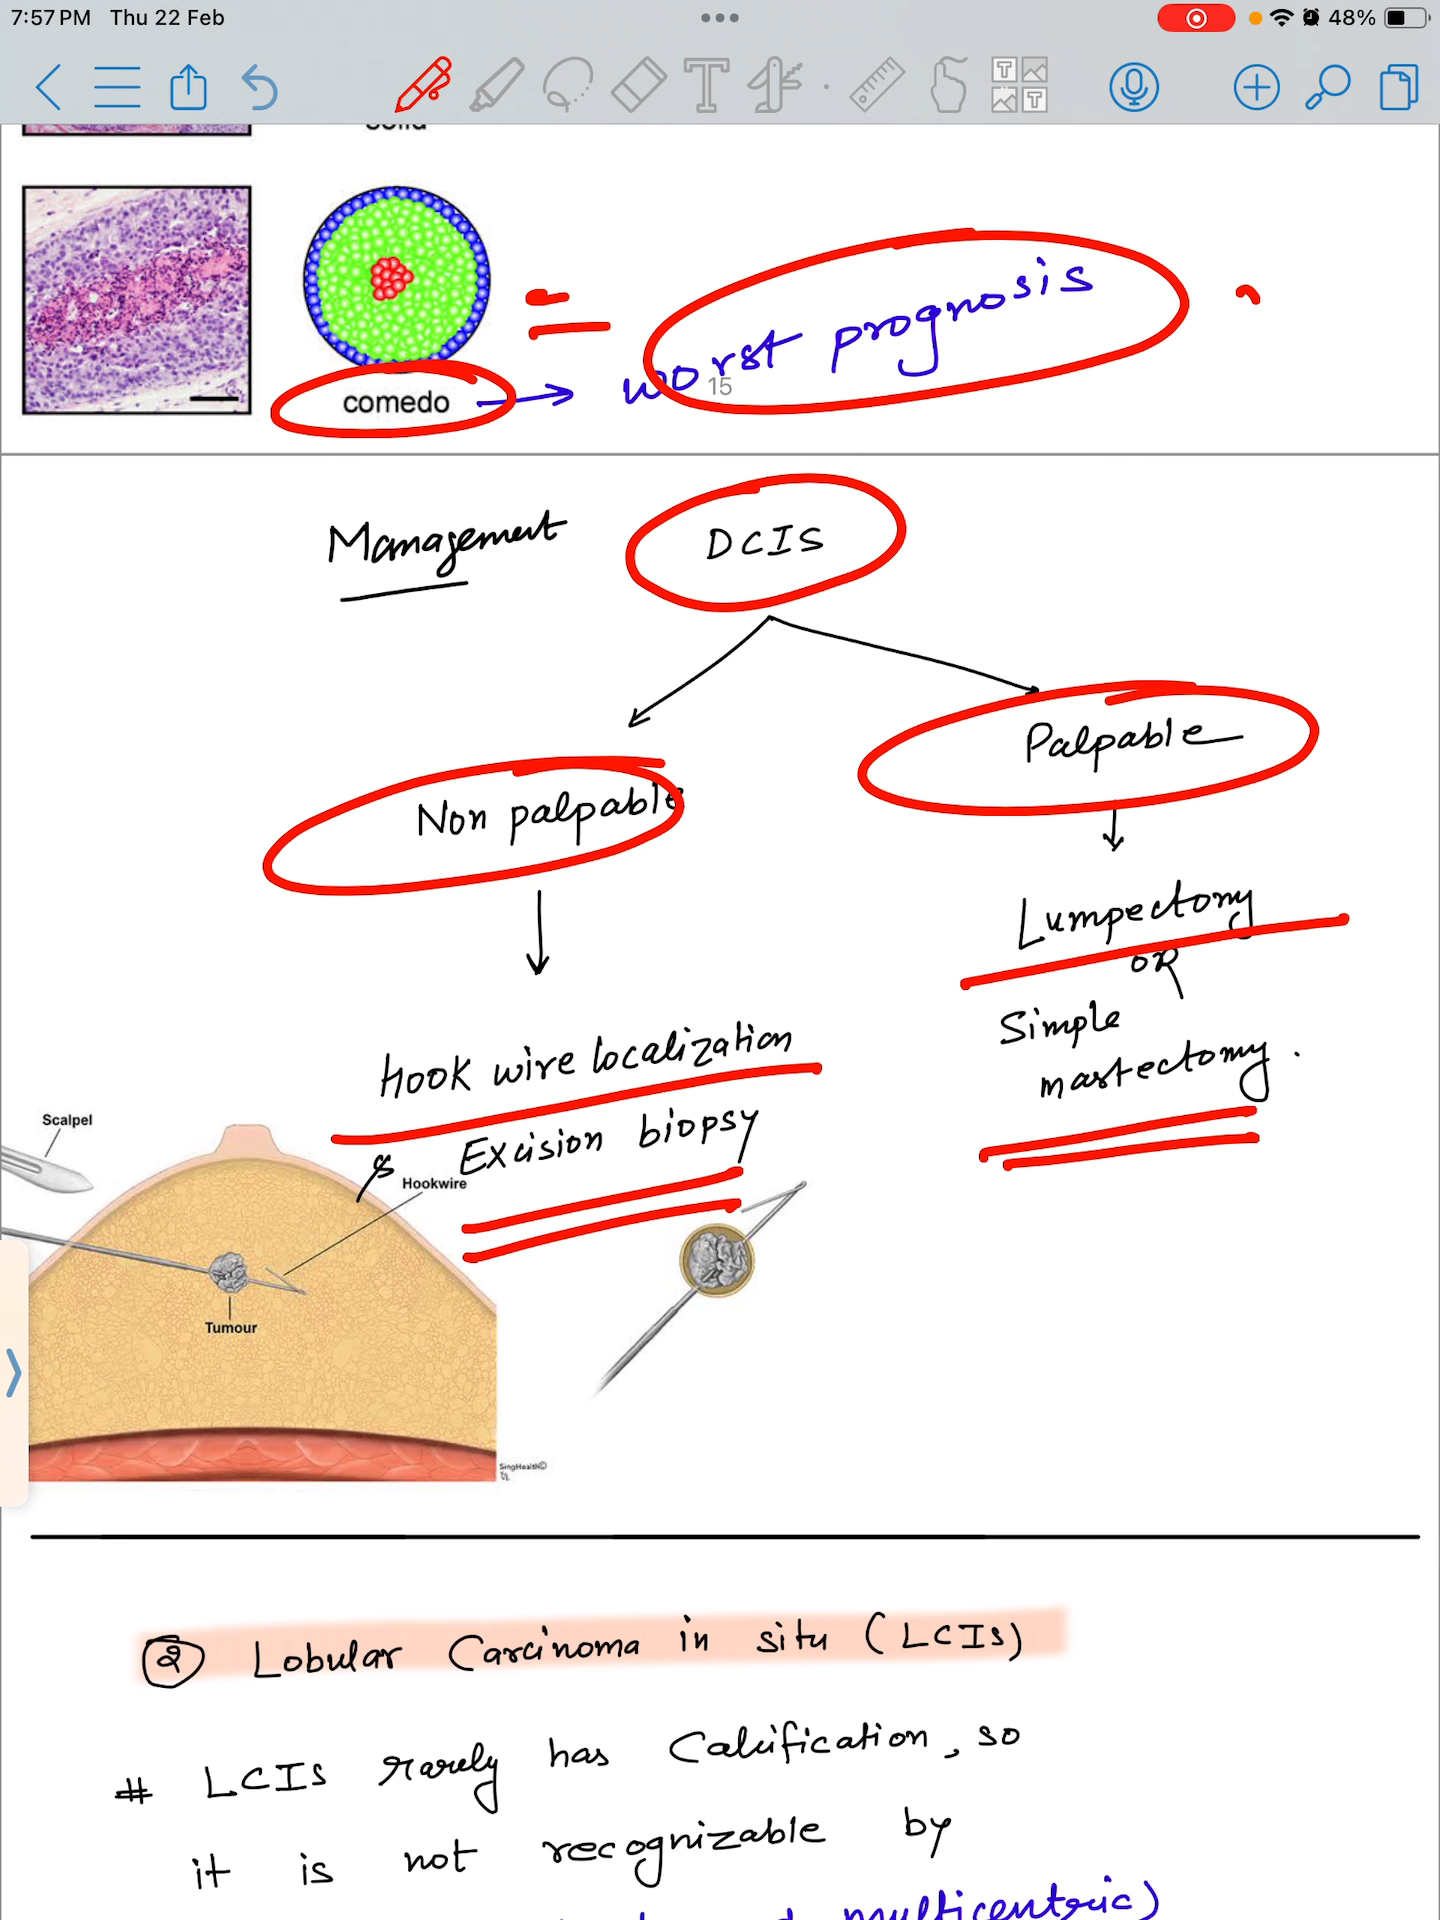 7:57 PM Thu 22 Feb
48%
solid
worst prognosis
15
comedo
Management
DCIS
Palpable
Non palpable
Lumpectomy
OR
Simple
mastectomy.
Hook wire localization
& Excision biopsy
Scalpel
Hookwire
Tumour
SingHealth©
② Lobular Carcinoma in situ (LCIS)
# LCIS rarely has Calcification, so
it is not recognizable by
multicentric)